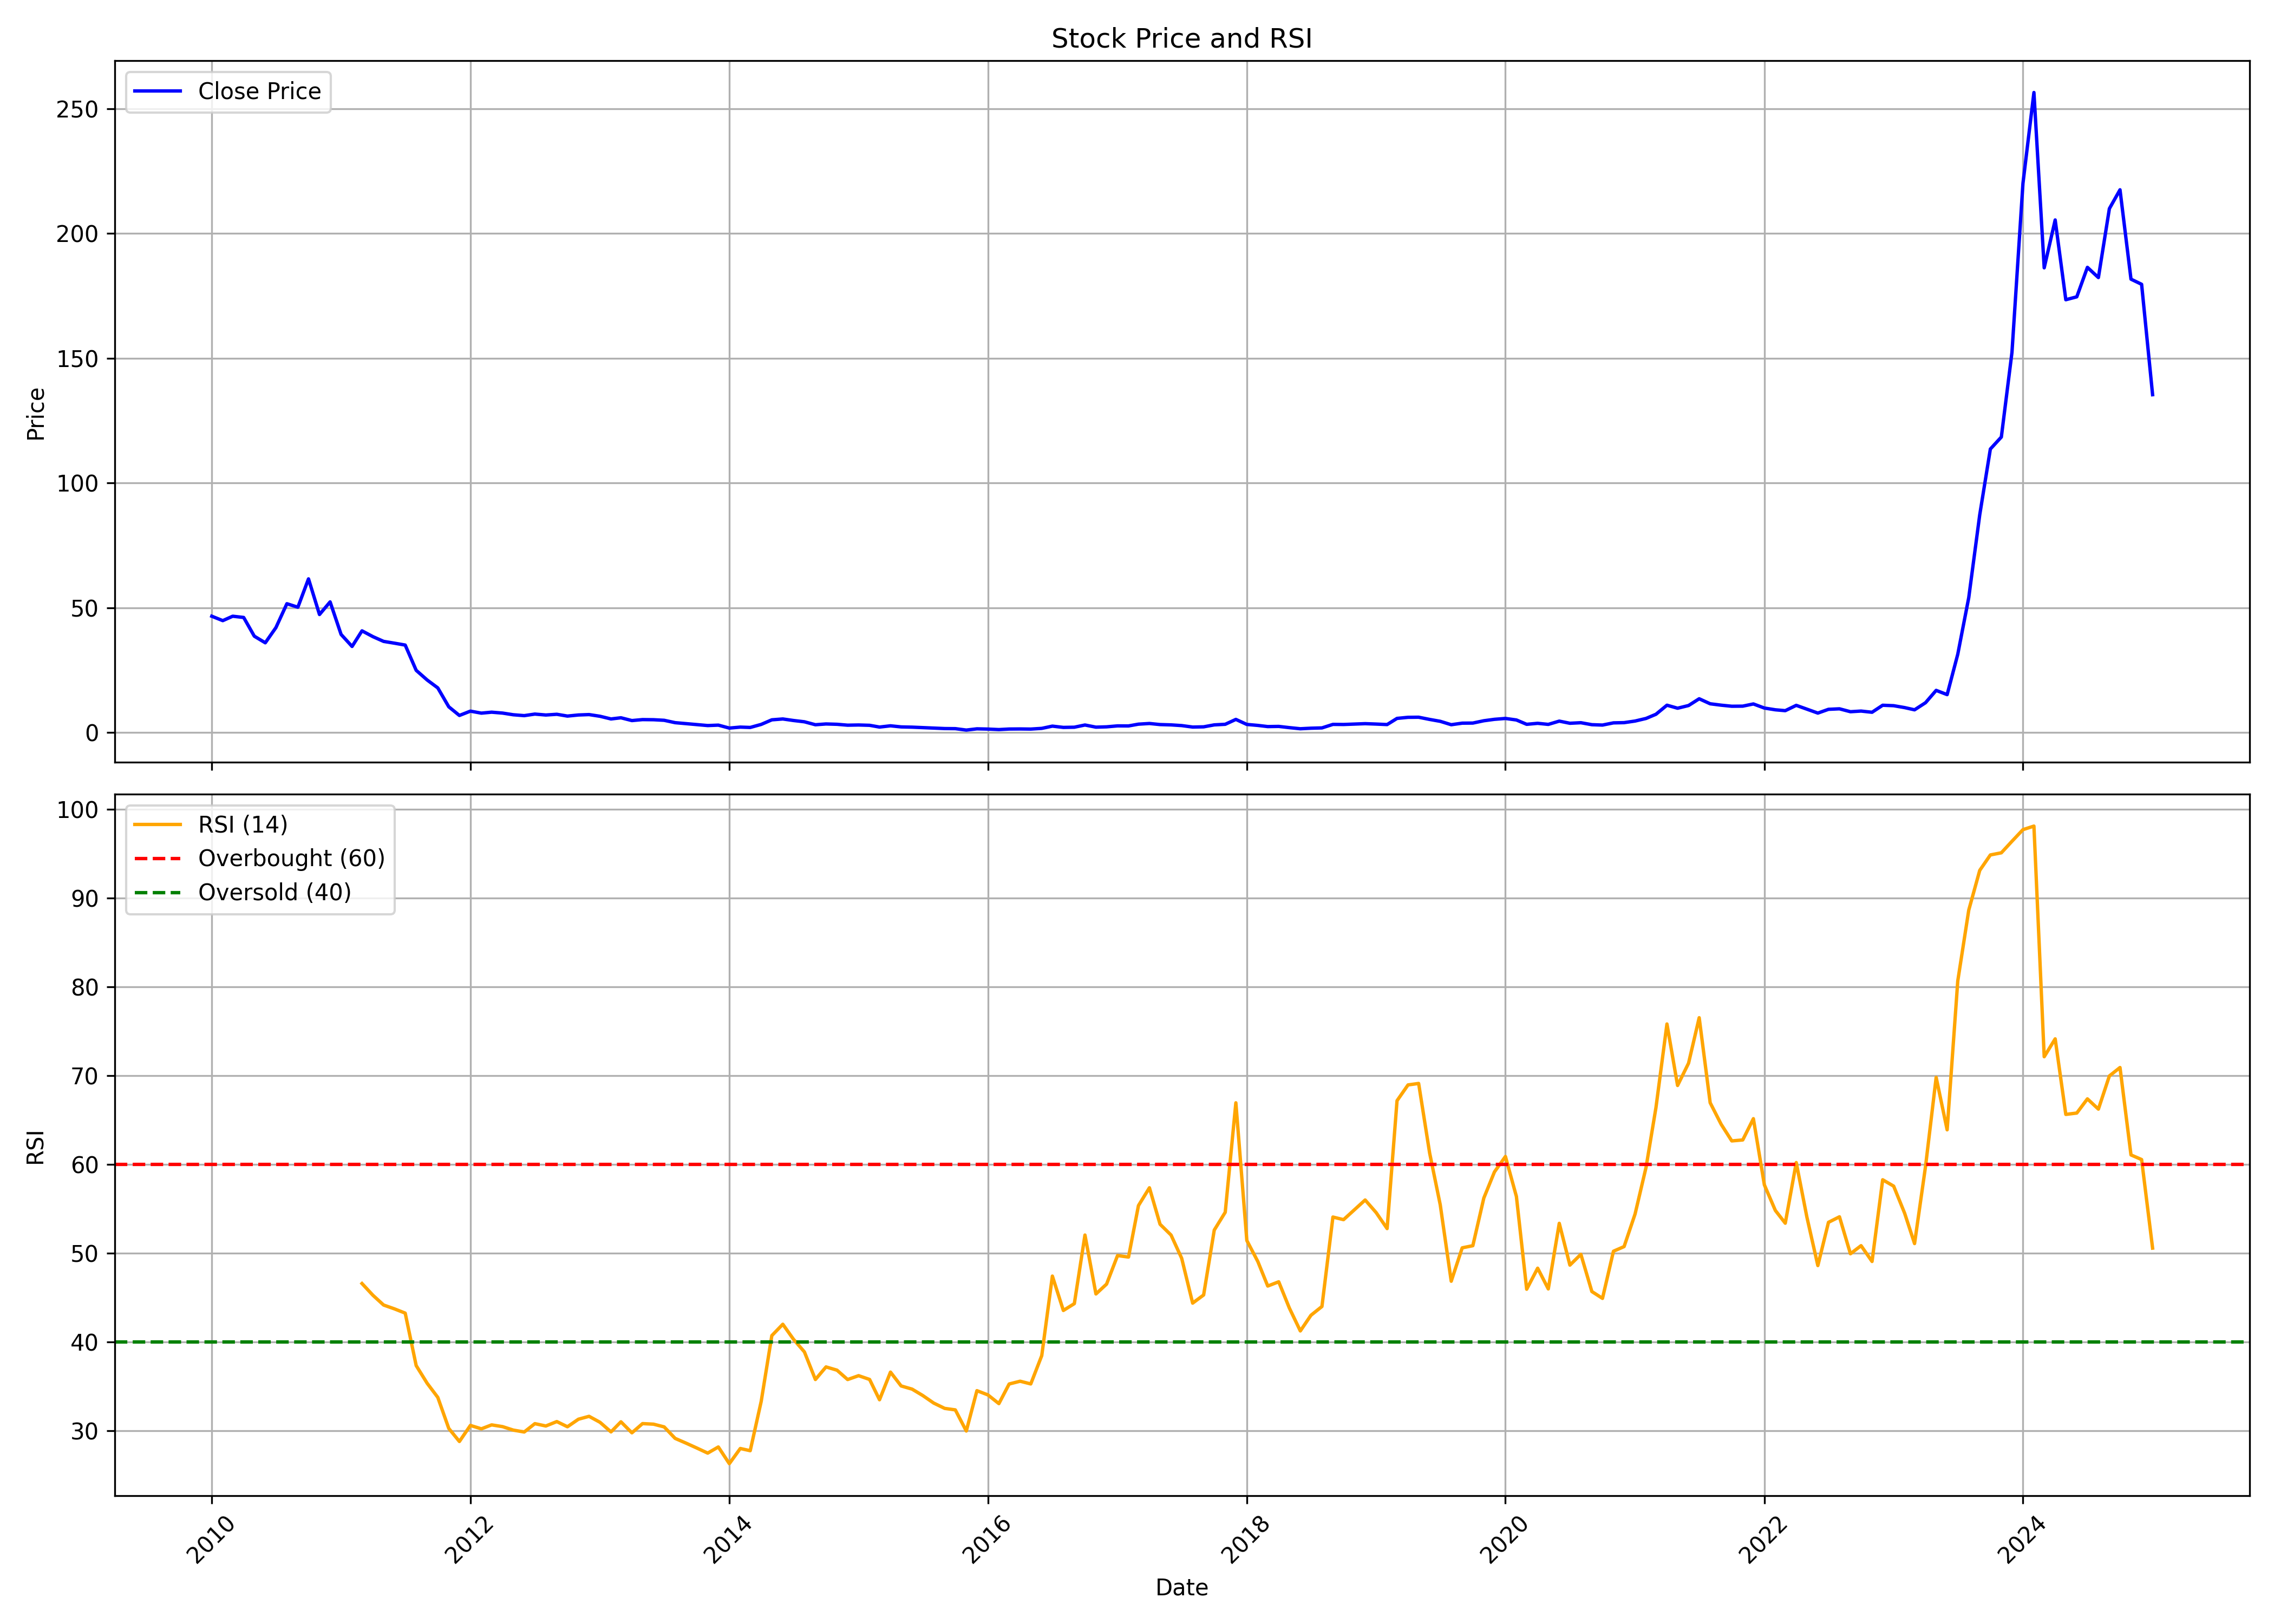 Stock Price and RSI
Close Price
250
200
150
100
50
0
Price
RSI (14)
Overbought (60)
Oversold (40)
100
90
80
70
60
50
40
30
RSI
2010 2012 2014 2016 2018 2020 2022 2024
Date